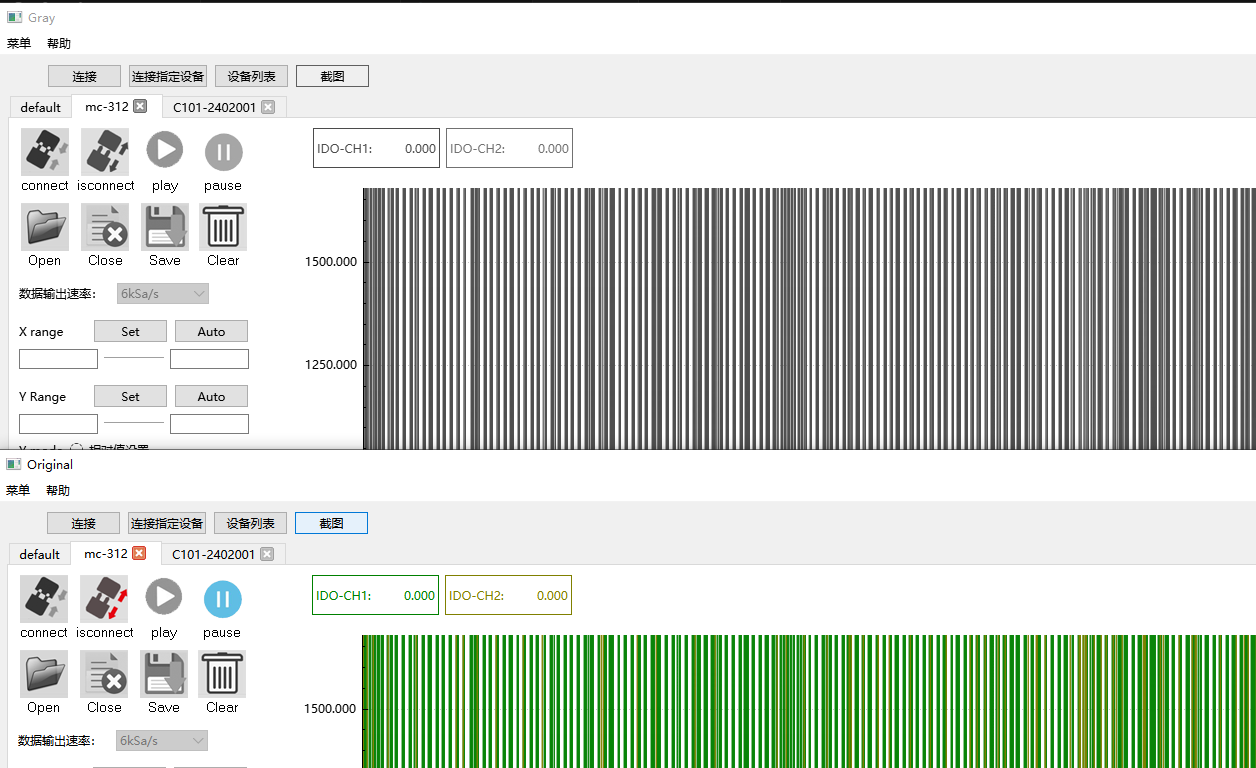 Gray
菜单 帮助
连接 连接指定设备 设备列表 截图
default mc-312 C101-2402001
IDO-CH1: 0.000 IDO-CH2: 0.000
connect isconnect play pause
Open Close Save Clear
1500.000
数据输出速率: 6kSa/s
X range Set Auto
1250.000
Y Range Set Auto
Original
菜单 帮助
连接 连接指定设备 设备列表 截图
default mc-312 C101-2402001
IDO-CH1: 0.000 IDO-CH2: 0.000
connect isconnect play pause
Open Close Save Clear
1500.000
数据输出速率: 6kSa/s